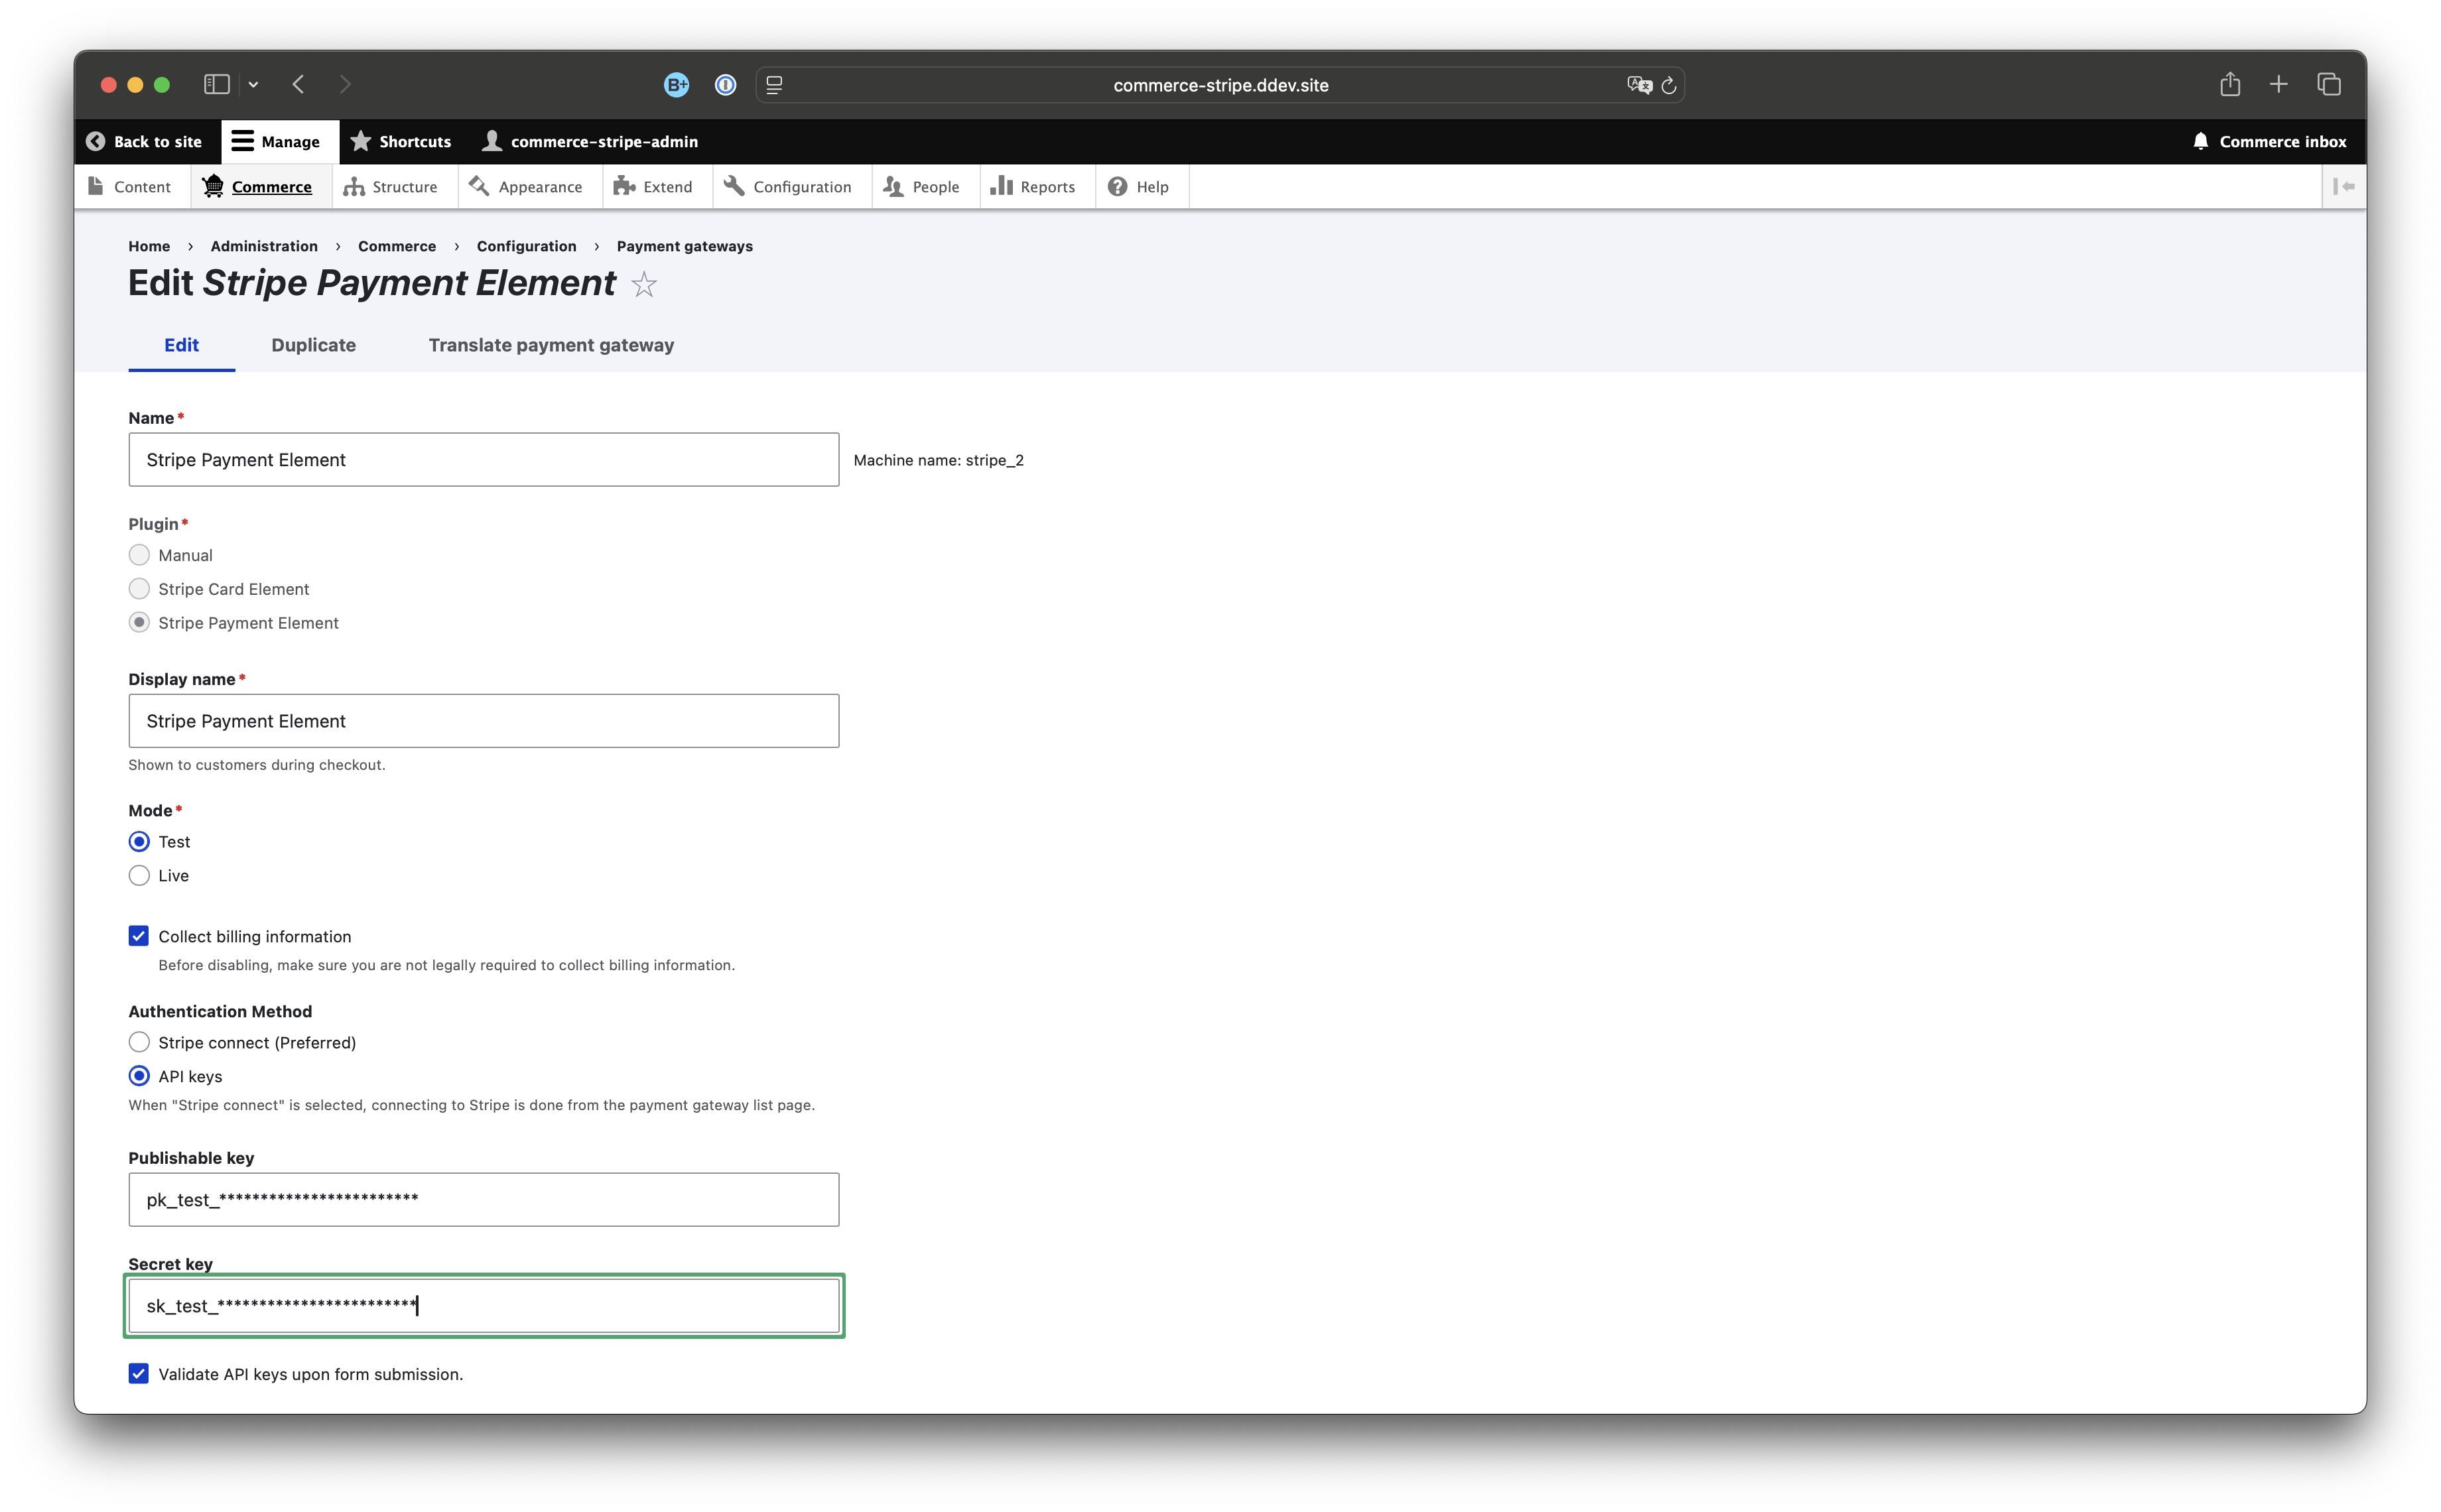 commerce-stripe.ddev.site
Back to site Manage Shortcuts commerce-stripe-admin Commerce inbox
Content Commerce Structure Appearance Extend Configuration People Reports Help
Home › Administration › Commerce › Configuration › Payment gateways
Edit Stripe Payment Element
Edit Duplicate Translate payment gateway
Name*
Stripe Payment Element
Machine name: stripe_2
Plugin*
Manual
Stripe Card Element
Stripe Payment Element
Display name*
Stripe Payment Element
Shown to customers during checkout.
Mode*
Test
Live
Collect billing information
Before disabling, make sure you are not legally required to collect billing information.
Authentication Method
Stripe connect (Preferred)
API keys
When "Stripe connect" is selected, connecting to Stripe is done from the payment gateway list page.
Publishable key
pk_test_************************
Secret key
sk_test_************************
Validate API keys upon form submission.